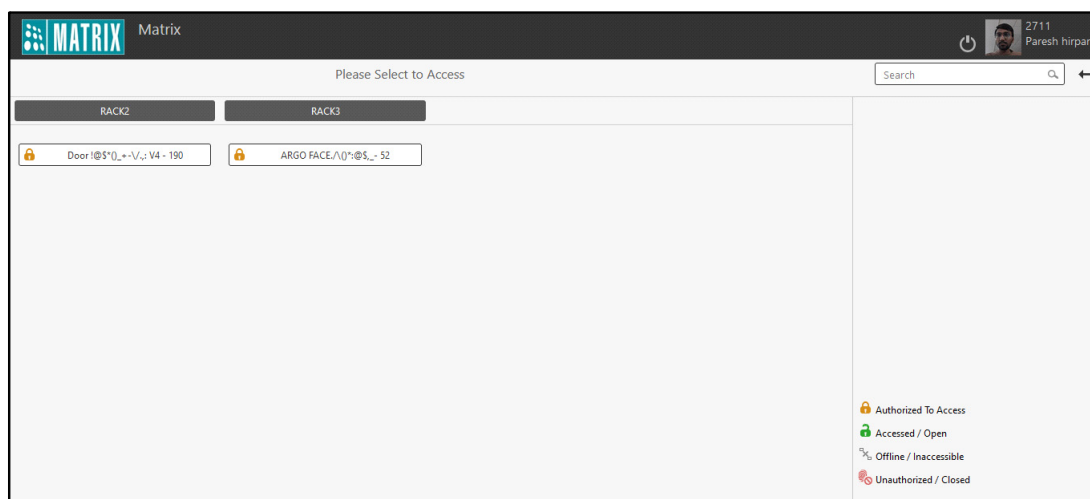 MATRIX
Matrix
2711
Paresh hirpar
Please Select to Access
Search
RACK2
RACK3
Door !@$*()_+-\/.,: V4 - 190
ARGO FACE./\()*:@$,_- 52
Authorized To Access
Accessed / Open
Offline / Inaccessible
Unauthorized / Closed